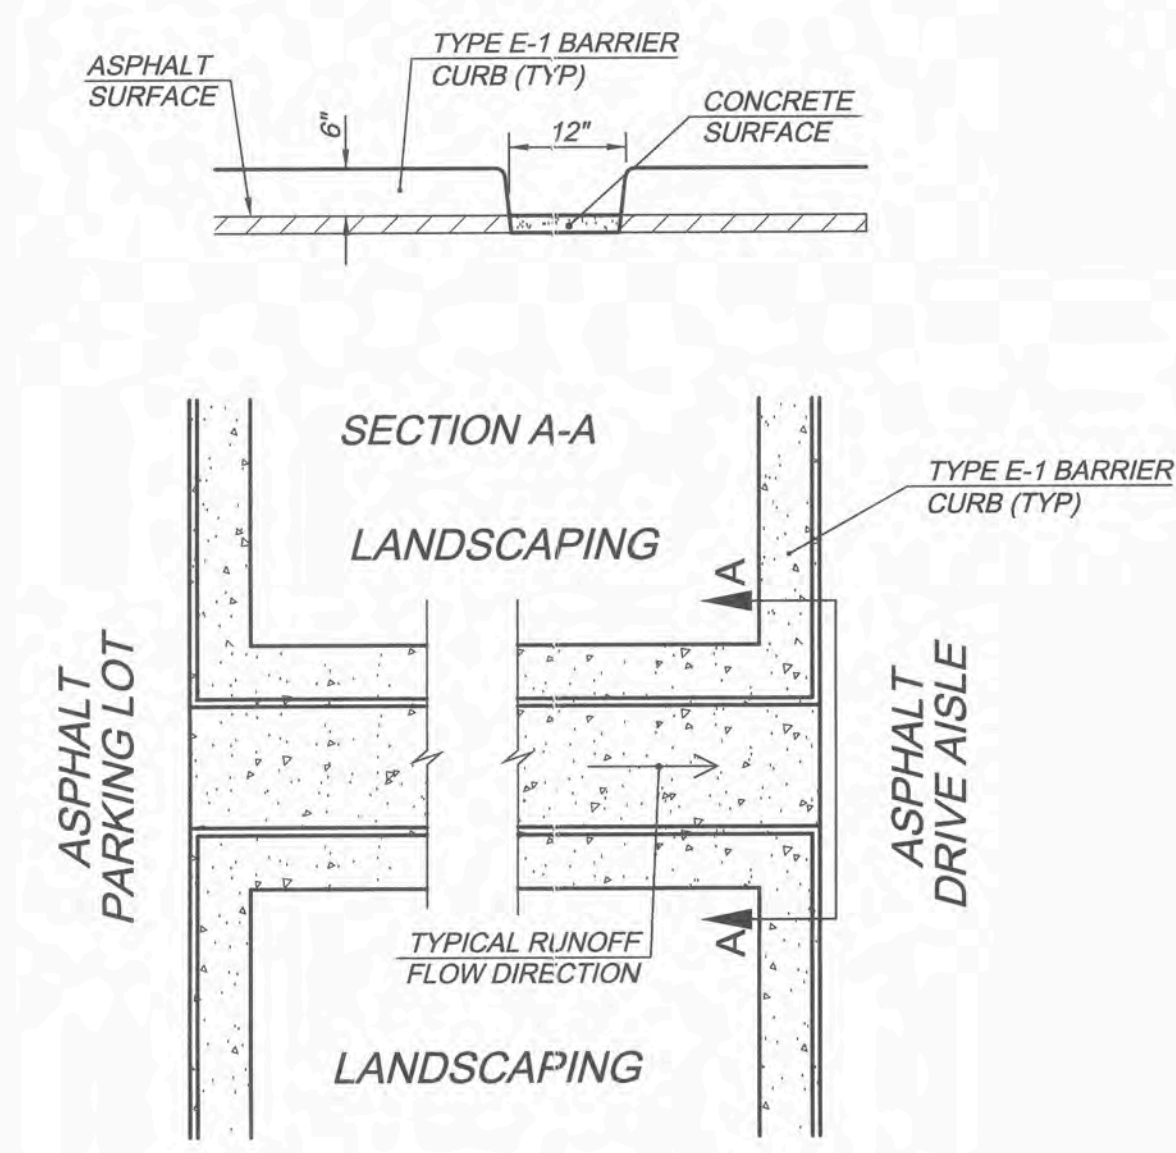 TYPE E-1 BARRIER
CURB (TYP)
ASPHALT
SURFACE
CONCRETE
SURFACE
6"
12"
SECTION A-A
LANDSCAPING
TYPE E-1 BARRIER
CURB (TYP)
A
ASPHALT
PARKING LOT
ASPHALT
DRIVE AISLE
A
TYPICAL RUNOFF
FLOW DIRECTION
LANDSCAPING